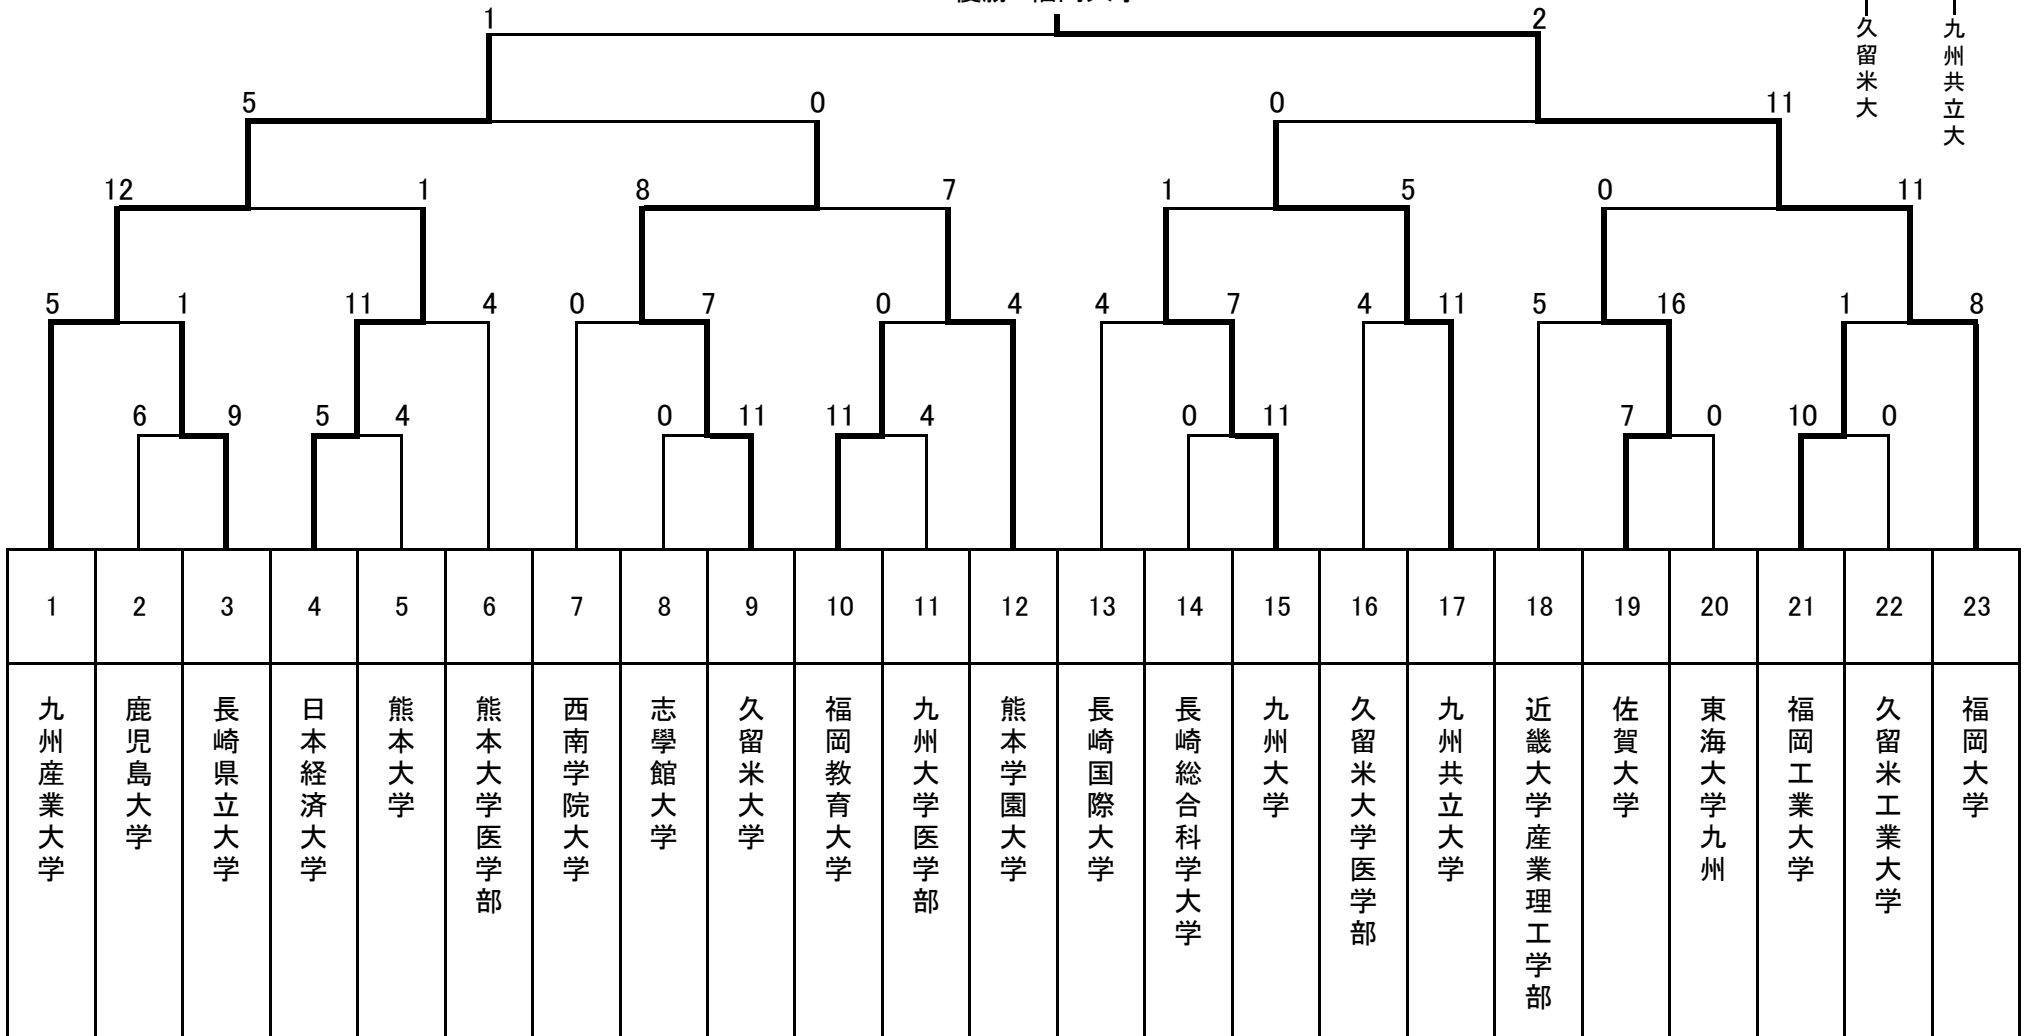 1 2
久留米大
九州共立大
5 0 0 11
12 1 8 7 1 5 0 11
5 1 11 4 0 7 0 4 4 7 4 11 5 16 1 8
6 9 5 4 0 11 11 4 0 11 7 0 10 0
1 2 3 4 5 6 7 8 9 10 11 12 13 14 15 16 17 18 19 20 21 22 23
九州産業大学
鹿児島大学
長崎県立大学
日本経済大学
熊本大学
熊本大学医学部
西南学院大学
志學館大学
久留米大学
福岡教育大学
九州大学医学部
熊本学園大学
長崎国際大学
長崎総合科学大学
九州大学
久留米大学医学部
九州共立大学
近畿大学産業理工学部
佐賀大学
東海大学九州
福岡工業大学
久留米工業大学
福岡大学